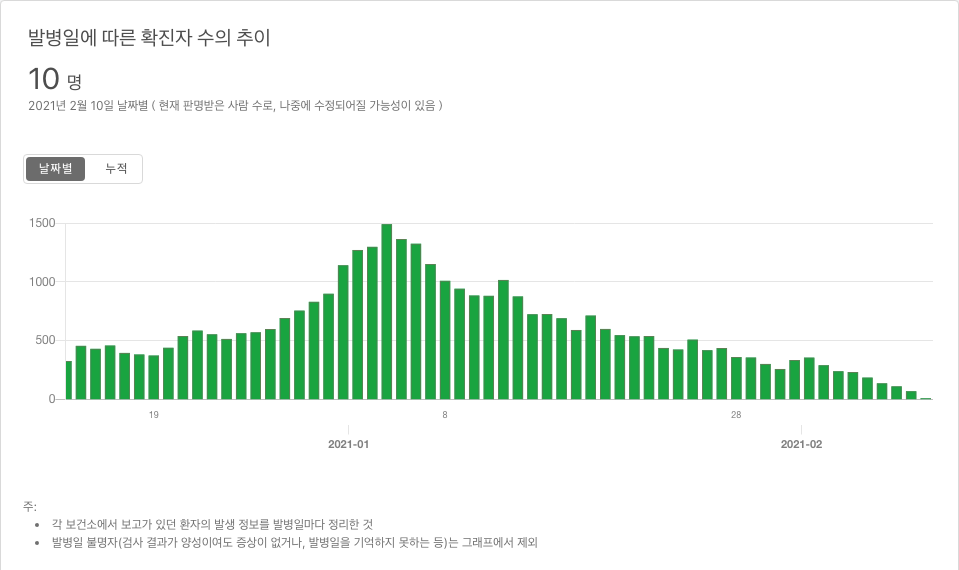 발병일에 따른 확진자 수의 추이
10 명
2021년 2월 10일 날짜별 ( 현재 판명받은 사람 수로, 나중에 수정되어질 가능성이 있음 )
날짜별 누적
1500
1000
500
0
19 8 28
2021-01 2021-02
주:
• 각 보건소에서 보고가 있던 환자의 발생 정보를 발병일마다 정리한 것
• 발병일 불명자(검사 결과가 양성이여도 증상이 없거나, 발병일을 기억하지 못하는 등)는 그래프에서 제외